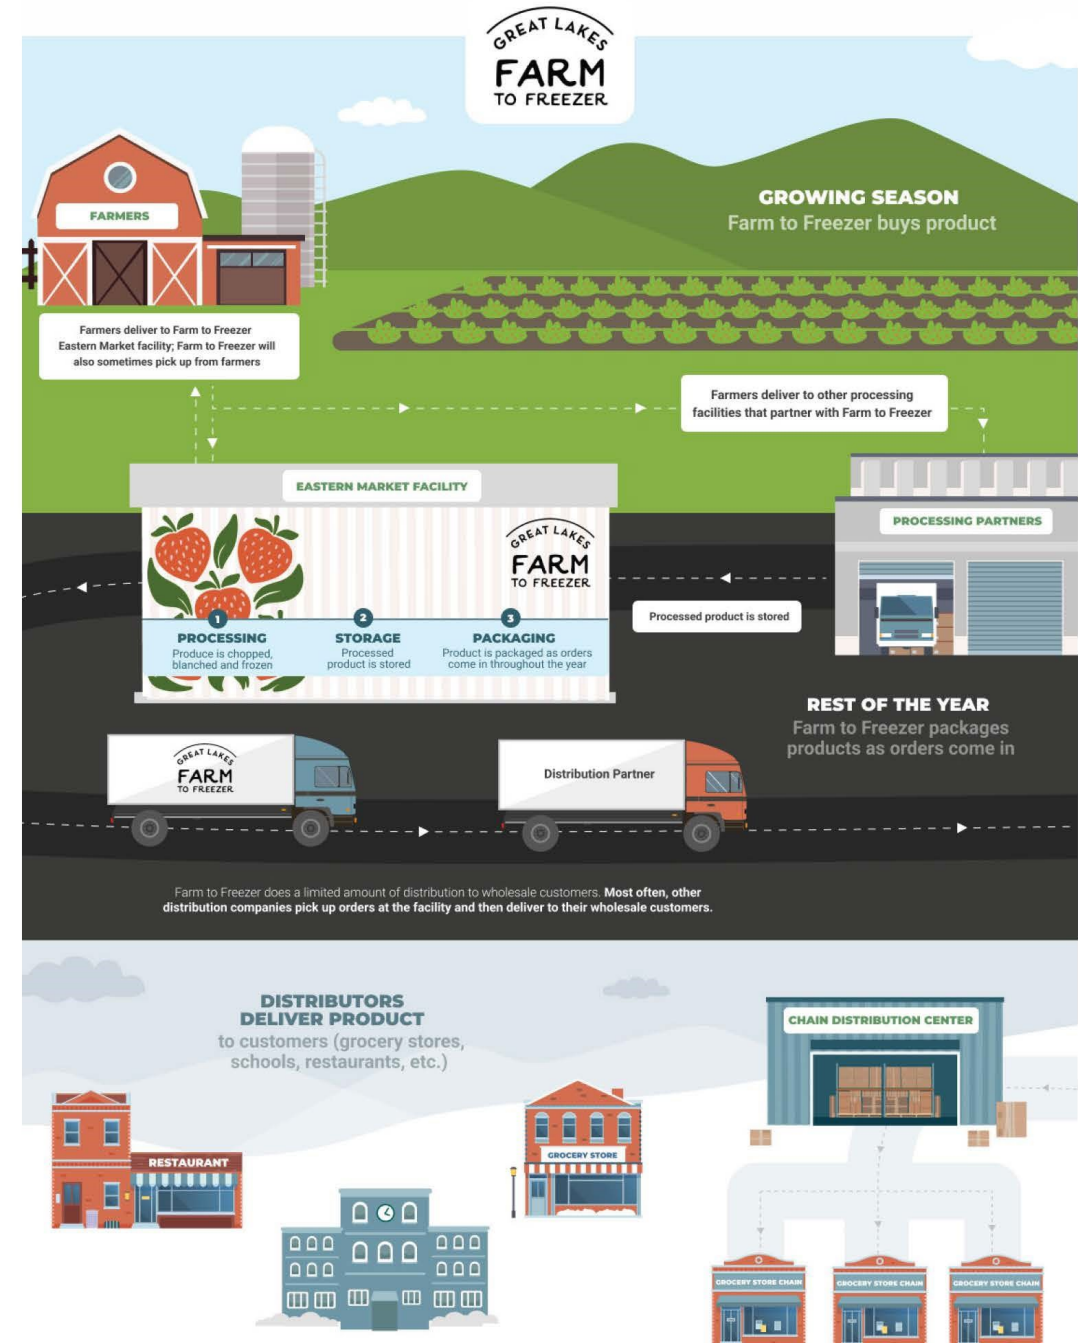 GREAT LAKES
FARM
TO FREEZER
FARMERS
GROWING SEASON
Farm to Freezer buys product
Farmers deliver to Farm to Freezer
Eastern Market facility; Farm to Freezer will
also sometimes pick up from farmers
Farmers deliver to other processing
facilities that partner with Farm to Freezer
EASTERN MARKET FACILITY
PROCESSING PARTNERS
GREAT LAKES
FARM
TO FREEZER
Processed product is stored
1
PROCESSING
Produce is chopped,
blanched and frozen
2
STORAGE
Processed
product is stored
3
PACKAGING
Product is packaged as orders
come in throughout the year
REST OF THE YEAR
Farm to Freezer packages
products as orders come in
GREAT LAKES
FARM
TO FREEZER
Distribution Partner
Farm to Freezer does a limited amount of distribution to wholesale customers. Most often, other
distribution companies pick up orders at the facility and then deliver to their wholesale customers.
DISTRIBUTORS
DELIVER PRODUCT
to customers (grocery stores,
schools, restaurants, etc.)
CHAIN DISTRIBUTION CENTER
RESTAURANT
GROCERY STORE
GROCERY STORE CHAIN
GROCERY STORE CHAIN
GROCERY STORE CHAIN